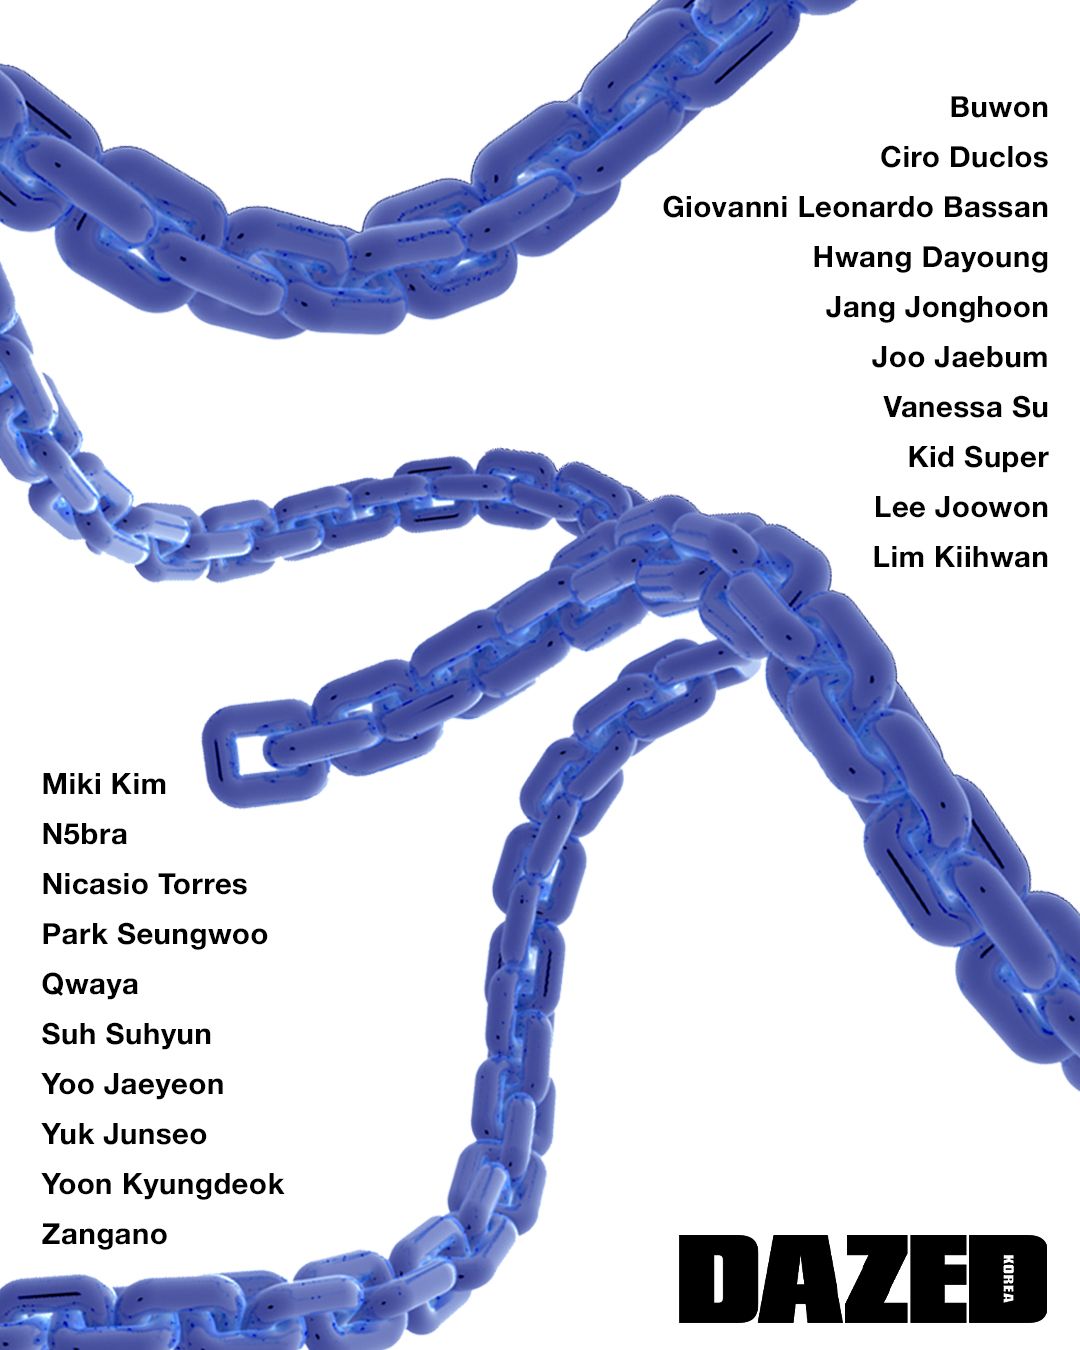 Buwon
Ciro Duclos
Giovanni Leonardo Bassan
Hwang Dayoung
Jang Jonghoon
Joo Jaebum
Vanessa Su
Kid Super
Lee Joowon
Lim Kiihwan
Miki Kim
N5bra
Nicasio Torres
Park Seungwoo
Qwaya
Suh Suhyun
Yoo Jaeyeon
Yuk Junseo
Yoon Kyungdeok
Zangano
DAZED
KOREA